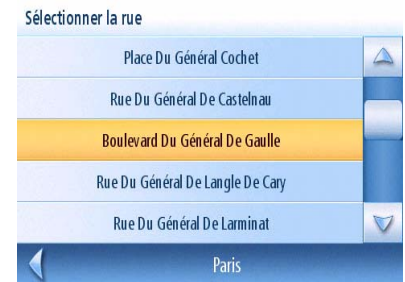 Sélectionner la rue
Place Du Général Cochet
Rue Du Général De Castelnau
Boulevard Du Général De Gaulle
Rue Du Général De Langle De Cary
Rue Du Général De Larminat
Paris